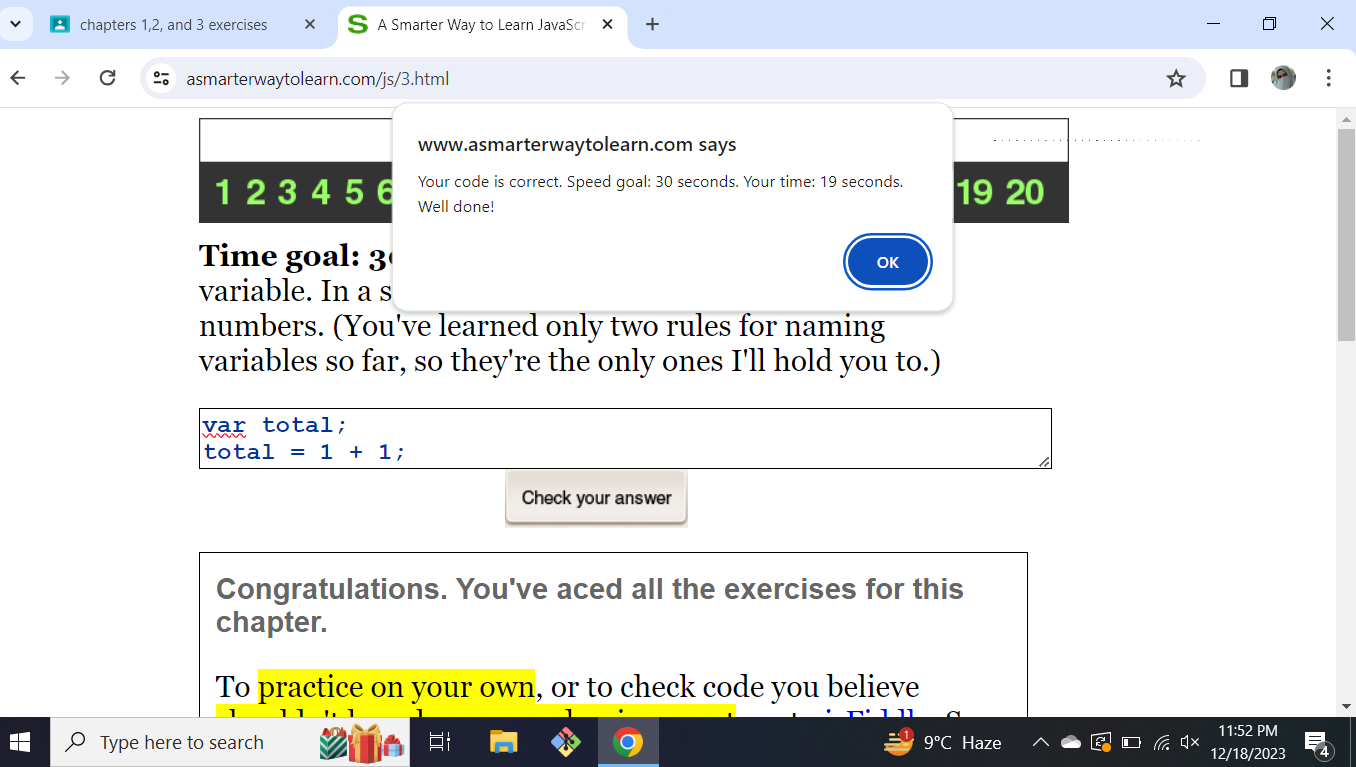 chapters 1,2, and 3 exercises
A Smarter Way to Learn JavaScr
asmarterwaytolearn.com/js/3.html
www.asmarterwaytolearn.com says
Your code is correct. Speed goal: 30 seconds. Your time: 19 seconds.
Well done!
OK
1 2 3 4 5 6 19 20
Time goal: 3
variable. In a s
numbers. (You've learned only two rules for naming
variables so far, so they're the only ones I'll hold you to.)
var total;
total = 1 + 1;
Check your answer
Congratulations. You've aced all the exercises for this
chapter.
To practice on your own, or to check code you believe
Type here to search
1
9°C Haze
11:52 PM
12/18/2023
4